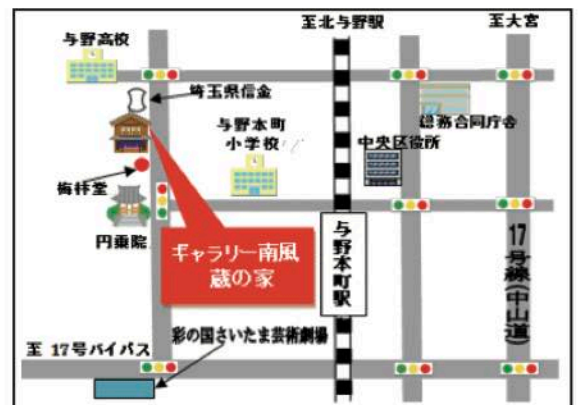 至北与野駅
至大宮
与野高校
埼玉県信金
与野本町
小学校
総務合同庁舎
中央区役所
梅林堂
円乗院
ギャラリー南風
蔵の家
与野本町駅
17号線(中山道)
彩の国さいたま芸術劇場
至 17号バイパス